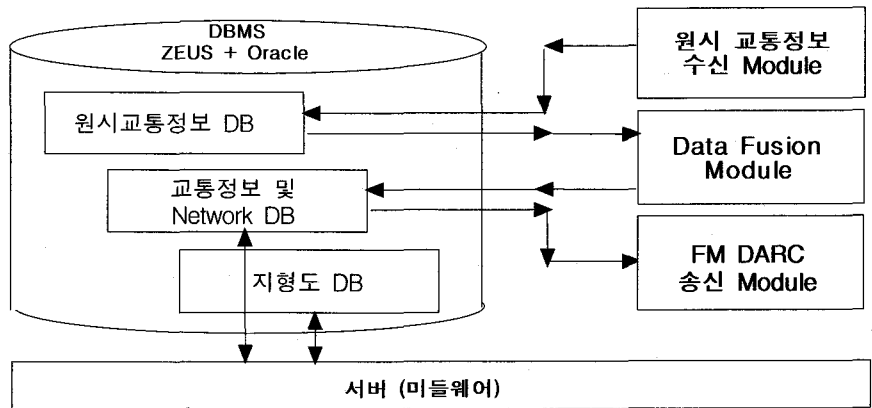 DBMS
ZEUS + Oracle
원시교통정보 DB
교통정보 및
Network DB
지형도 DB
원시 교통정보
수신 Module
Data Fusion
Module
FM DARC
송신 Module
서버 (미들웨어)